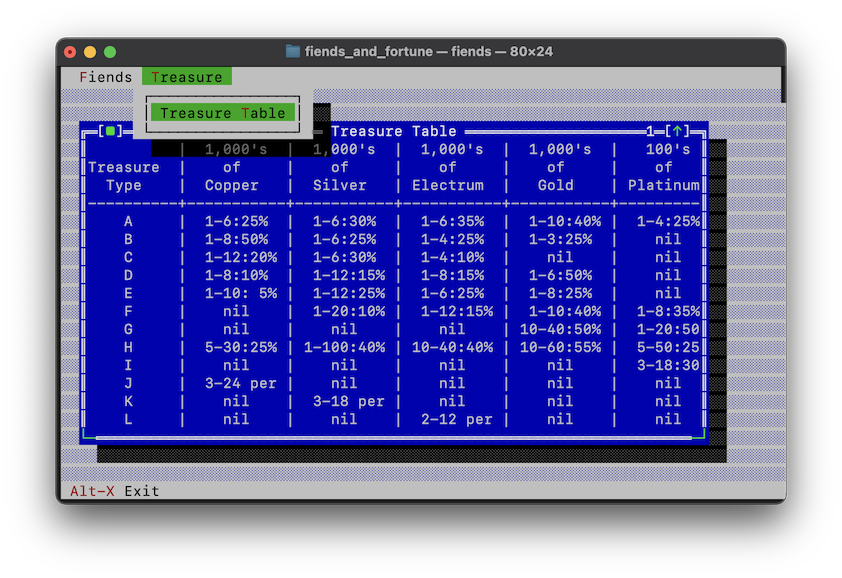 fiends_and_fortune — fiends — 80×24
Fiends Treasure
Treasure Table
[■] Treasure Table 1 [↑]
| 1,000's | 1,000's | 1,000's | 1,000's | 100's
Treasure | of | of | of | of | of
Type | Copper | Silver | Electrum | Gold | Platinum
A | 1-6:25% | 1-6:30% | 1-6:35% | 1-10:40% | 1-4:25%
B | 1-8:50% | 1-6:25% | 1-4:25% | 1-3:25% | nil
C | 1-12:20% | 1-6:30% | 1-4:10% | nil | nil
D | 1-8:10% | 1-12:15% | 1-8:15% | 1-6:50% | nil
E | 1-10: 5% | 1-12:25% | 1-6:25% | 1-8:25% | nil
F | nil | 1-20:10% | 1-12:15% | 1-10:40% | 1-8:35%
G | nil | nil | nil | 10-40:50% | 1-20:50
H | 5-30:25% | 1-100:40% | 10-40:40% | 10-60:55% | 5-50:25
I | nil | nil | nil | nil | 3-18:30
J | 3-24 per | nil | nil | nil | nil
K | nil | 3-18 per | nil | nil | nil
L | nil | nil | 2-12 per | nil | nil
Alt-X Exit